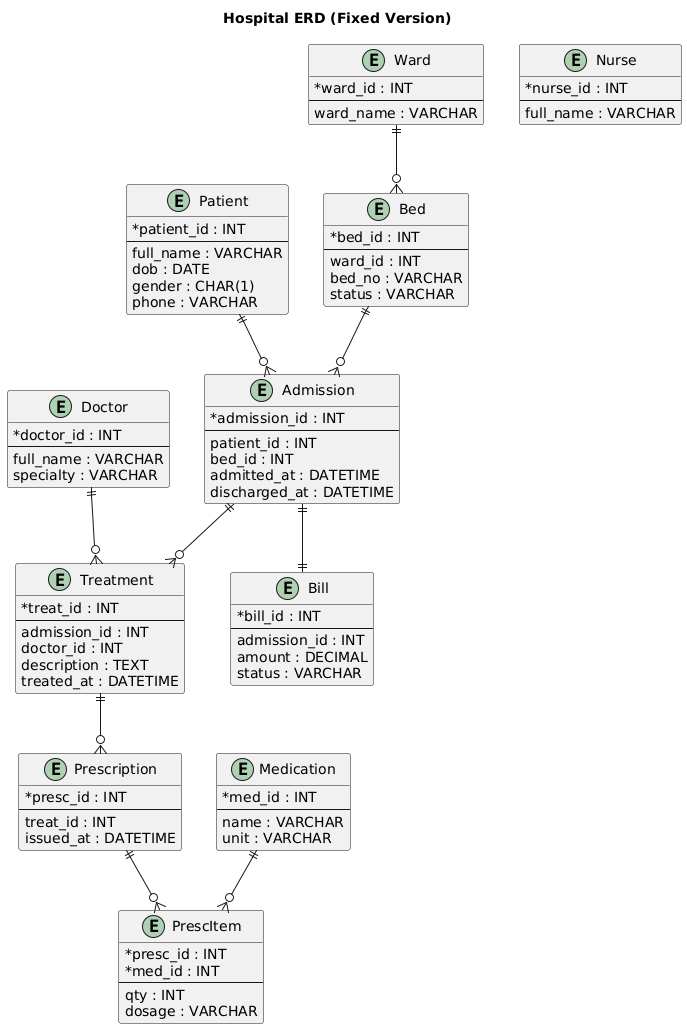 Hospital ERD (Fixed Version)
E Ward
*ward_id : INT
ward_name : VARCHAR
E Nurse
*nurse_id : INT
full_name : VARCHAR
E Patient
*patient_id : INT
full_name : VARCHAR
dob : DATE
gender : CHAR(1)
phone : VARCHAR
E Bed
*bed_id : INT
ward_id : INT
bed_no : VARCHAR
status : VARCHAR
E Doctor
*doctor_id : INT
full_name : VARCHAR
specialty : VARCHAR
E Admission
*admission_id : INT
patient_id : INT
bed_id : INT
admitted_at : DATETIME
discharged_at : DATETIME
E Treatment
*treat_id : INT
admission_id : INT
doctor_id : INT
description : TEXT
treated_at : DATETIME
E Bill
*bill_id : INT
admission_id : INT
amount : DECIMAL
status : VARCHAR
E Prescription
*presc_id : INT
treat_id : INT
issued_at : DATETIME
E Medication
*med_id : INT
name : VARCHAR
unit : VARCHAR
E PrescItem
*presc_id : INT
*med_id : INT
qty : INT
dosage : VARCHAR